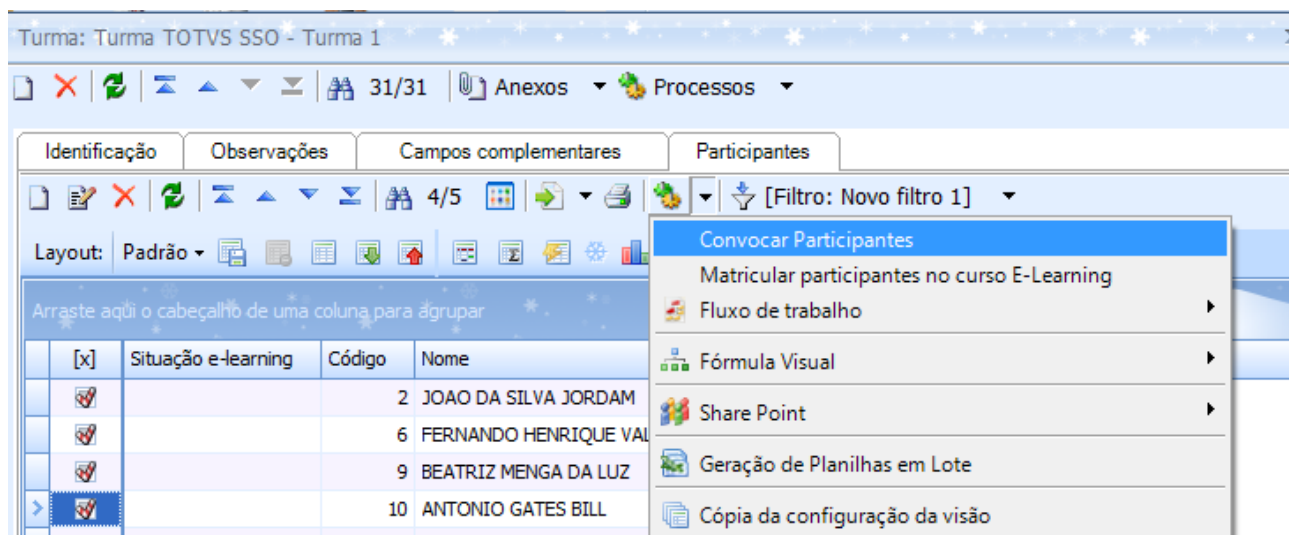 Turma: Turma TOTVS SSO - Turma 1
31/31 Anexos Processos
Identificação Observações Campos complementares Participantes
4/5 [Filtro: Novo filtro 1]
Layout: Padrão
Convocar Participantes
Matricular participantes no curso E-Learning
Fluxo de trabalho
Fórmula Visual
Share Point
Geração de Planilhas em Lote
Cópia da configuração da visão
Arraste aqui o cabeçalho de uma coluna para agrupar
[x] Situação e-learning Código Nome
2 JOAO DA SILVA JORDAM
6 FERNANDO HENRIQUE VAL
9 BEATRIZ MENGA DA LUZ
10 ANTONIO GATES BILL